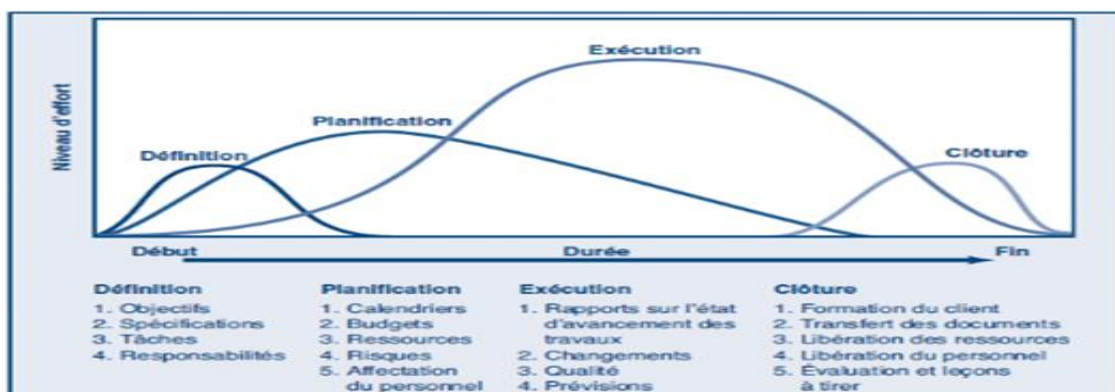 Niveau d'effort
Exécution
Planification
Définition
Clôture
Début
Durée
Fin
Définition
1. Objectifs
2. Spécifications
3. Tâches
4. Responsabilités
Planification
1. Calendriers
2. Budgets
3. Ressources
4. Risques
5. Affectation
du personnel
Exécution
1. Rapports sur l'état
d'avancement des
travaux
2. Changements
3. Qualité
4. Prévisions
Clôture
1. Formation du client
2. Transfert des documents
3. Libération des ressources
4. Libération du personnel
5. Évaluation et leçons
à tirer